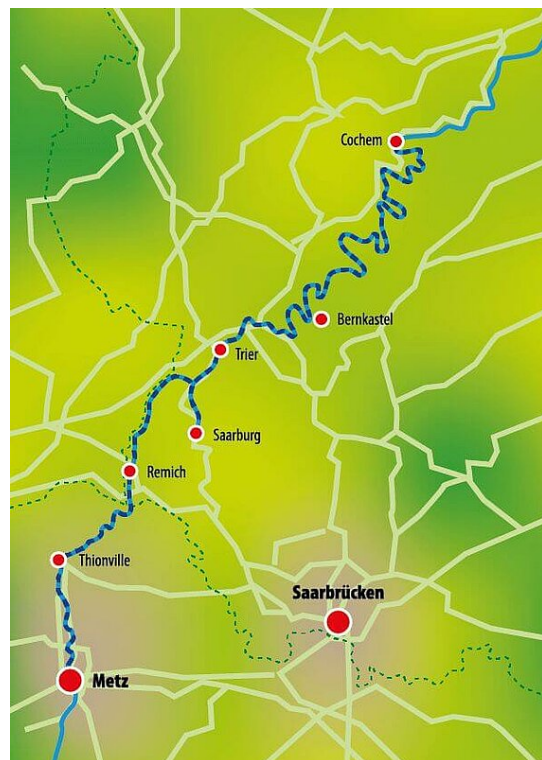 Cochem
Bernkastel
Trier
Saarburg
Remich
Thionville
Saarbrücken
Metz